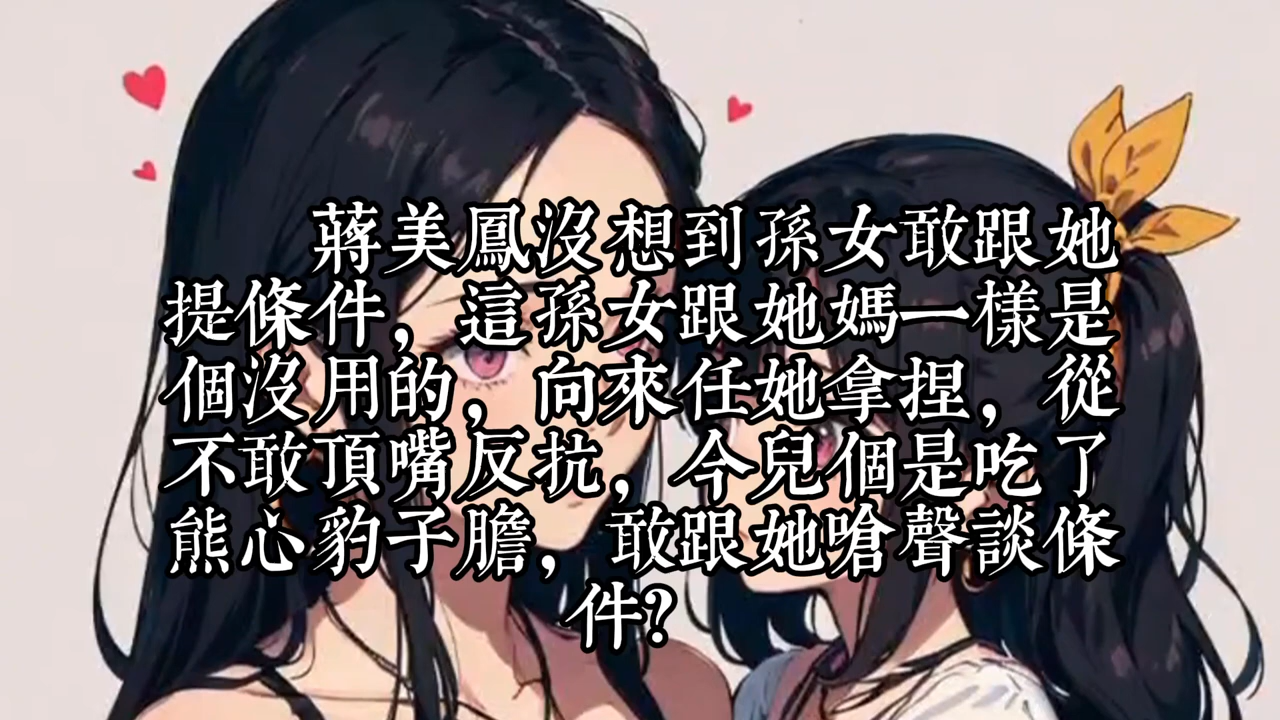 蔣美鳳沒想到孫女敢跟她
提條件，這孫女跟她媽一樣是
個沒用的，向來任她拿捏，從
不敢頂嘴反抗，今兒個是吃了
熊心豹子膽，敢跟她嗆聲談條
件？